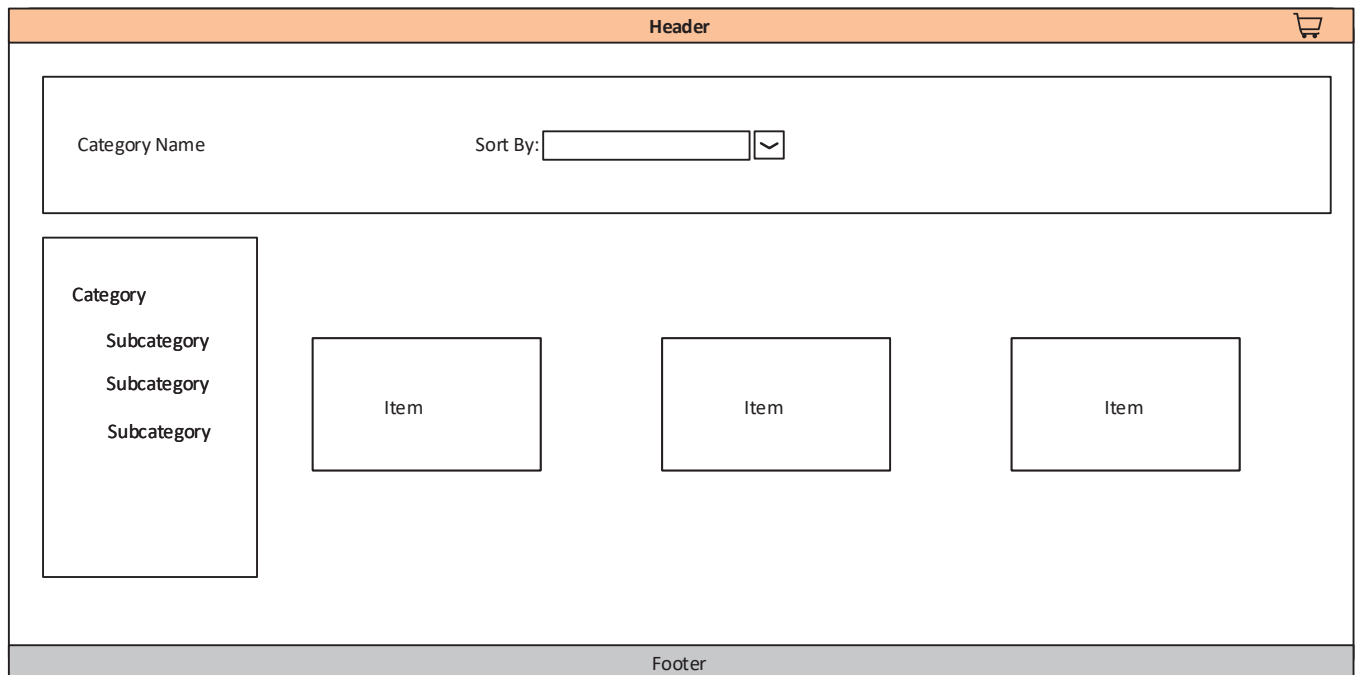 Header
Category Name
Sort By:
Category
Subcategory
Subcategory
Subcategory
Item
Item
Item
Footer